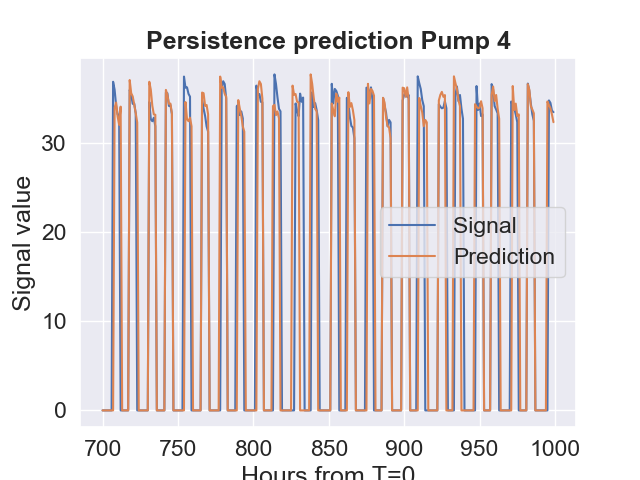 Persistence prediction Pump 4
Signal value
30
20
10
0
Signal
Prediction
700 750 800 850 900 950 1000
Hours from T=0